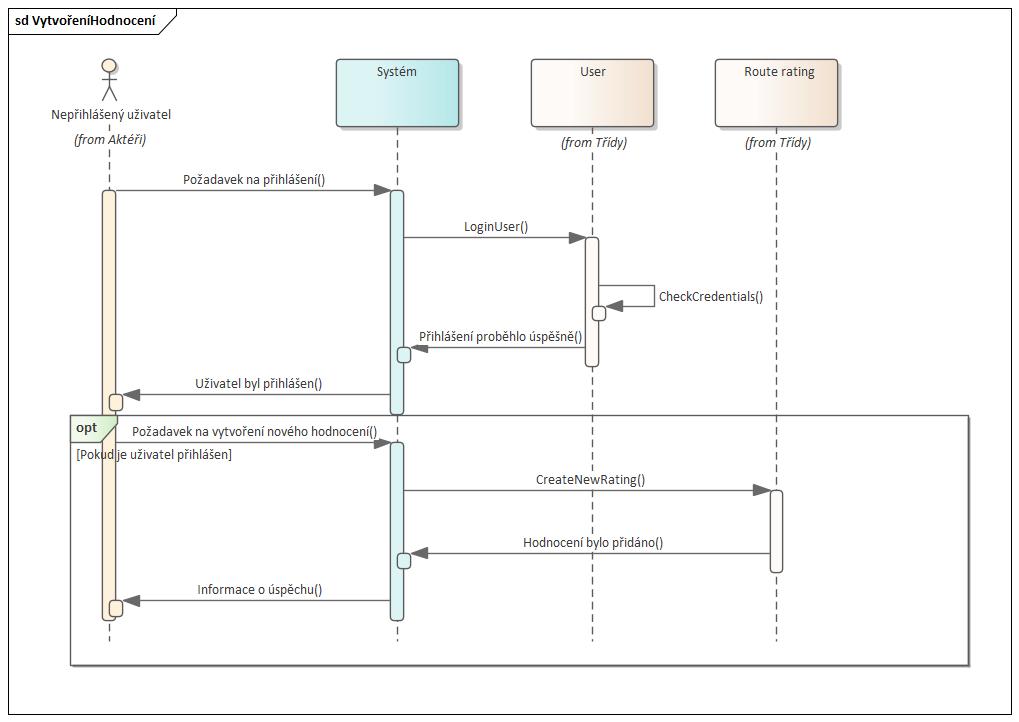 sd VytvořeníHodnocení
Nepřihlášený uživatel
(from Aktéři)
Systém
User
(from Třídy)
Route rating
(from Třídy)
Požadavek na přihlášení()
LoginUser()
CheckCredentials()
Přihlášení proběhlo úspěšně()
Uživatel byl přihlášen()
opt
Požadavek na vytvoření nového hodnocení()
[Pokud je uživatel přihlášen]
CreateNewRating()
Hodnocení bylo přidáno()
Informace o úspěchu()